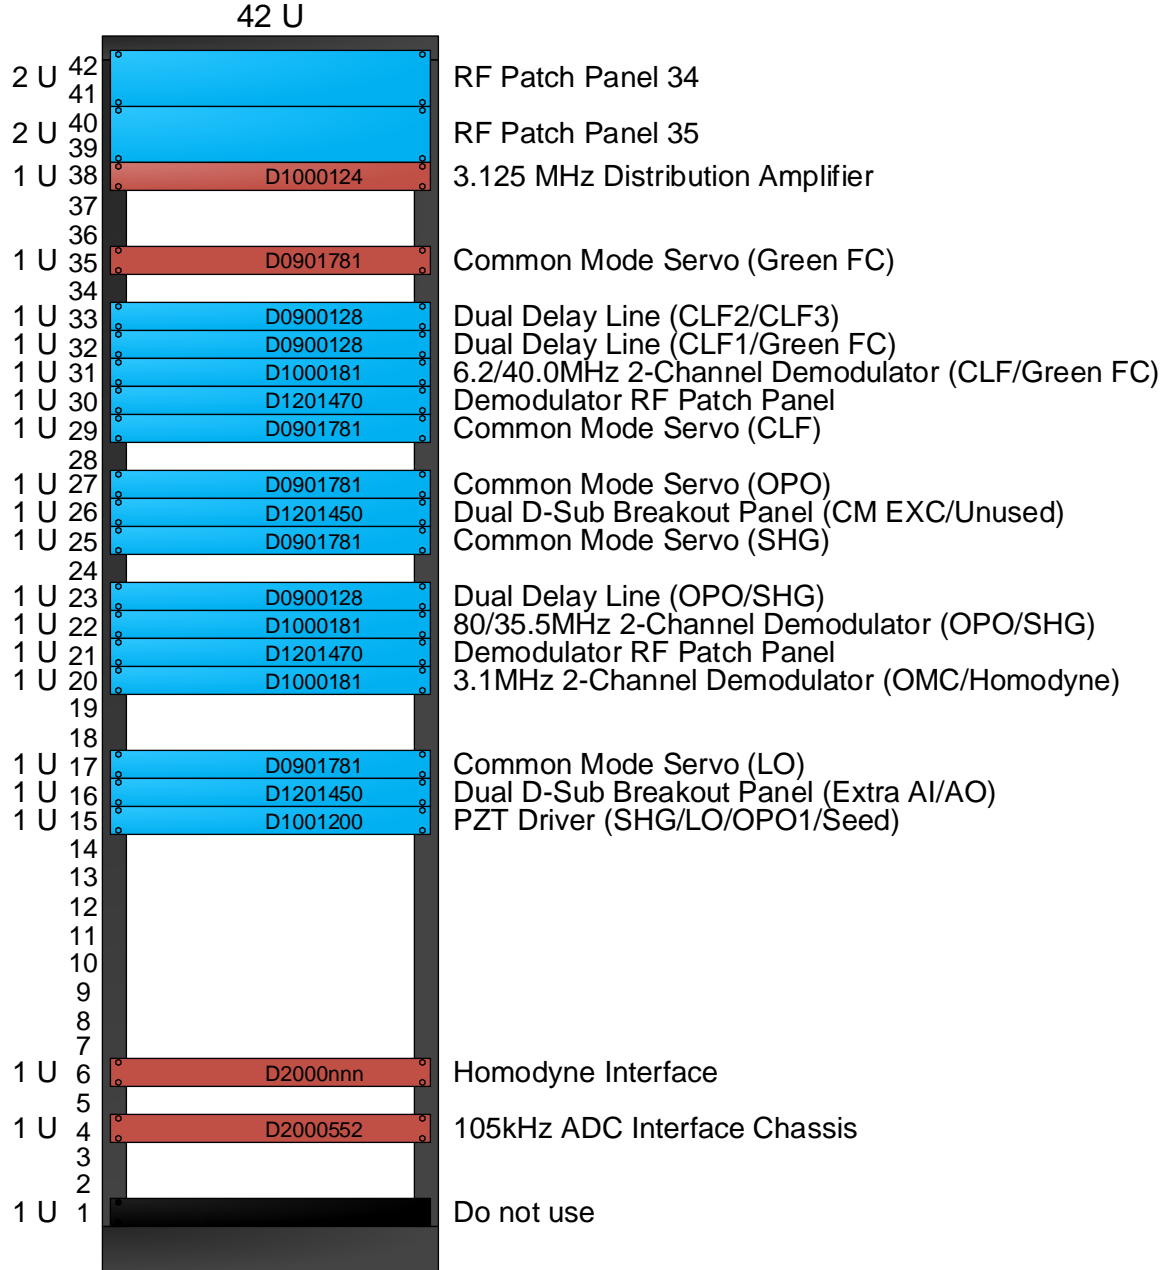 42 U
2 U 42 RF Patch Panel 34
41
2 U 40 RF Patch Panel 35
39
1 U 38 D1000124 3.125 MHz Distribution Amplifier
37
36
1 U 35 D0901781 Common Mode Servo (Green FC)
34
1 U 33 D0900128 Dual Delay Line (CLF2/CLF3)
1 U 32 D0900128 Dual Delay Line (CLF1/Green FC)
1 U 31 D1000181 6.2/40.0MHz 2-Channel Demodulator (CLF/Green FC)
1 U 30 D1201470 Demodulator RF Patch Panel
1 U 29 D0901781 Common Mode Servo (CLF)
28
1 U 27 D0901781 Common Mode Servo (OPO)
1 U 26 D1201450 Dual D-Sub Breakout Panel (CM EXC/Unused)
1 U 25 D0901781 Common Mode Servo (SHG)
24
1 U 23 D0900128 Dual Delay Line (OPO/SHG)
1 U 22 D1000181 80/35.5MHz 2-Channel Demodulator (OPO/SHG)
1 U 21 D1201470 Demodulator RF Patch Panel
1 U 20 D1000181 3.1MHz 2-Channel Demodulator (OMC/Homodyne)
19
18
1 U 17 D0901781 Common Mode Servo (LO)
1 U 16 D1201450 Dual D-Sub Breakout Panel (Extra AI/AO)
1 U 15 D1001200 PZT Driver (SHG/LO/OPO1/Seed)
14
13
12
11
10
9
8
7
1 U 6 D2000nnn Homodyne Interface
5
1 U 4 D2000552 105kHz ADC Interface Chassis
3
2
1 U 1 Do not use